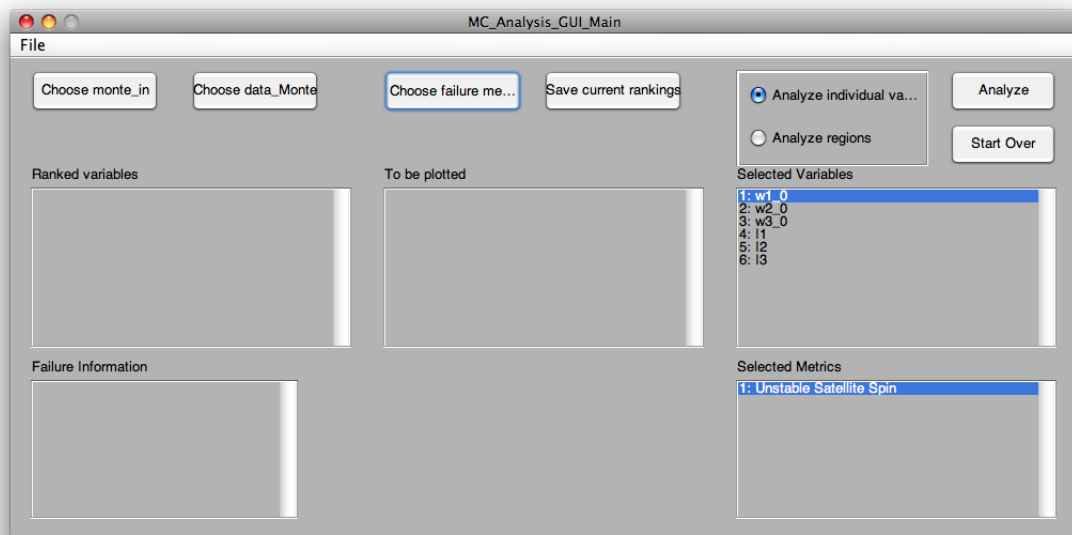 MC_Analysis_GUI_Main
File
Choose monte_in
Choose data_Monte
Choose failure me...
Save current rankings
Analyze individual va...
Analyze
Analyze regions
Start Over
Ranked variables
To be plotted
Selected Variables
1: w1_0
2: w2_0
3: w3_0
4: I1
5: I2
6: I3
Failure Information
Selected Metrics
1: Unstable Satellite Spin